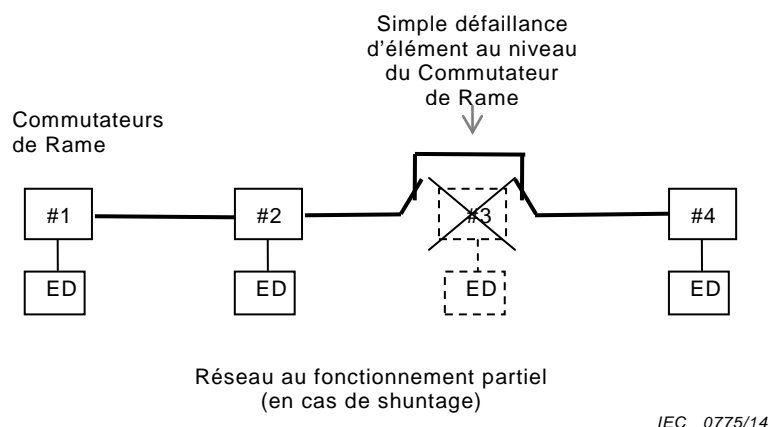 Simple défaillance
d'élément au niveau
du Commutateur
de Rame
Commutateurs
de Rame
#1
#2
#3
#4
ED
ED
ED
ED
Réseau au fonctionnement partiel
(en cas de shuntage)
IEC 0775/14